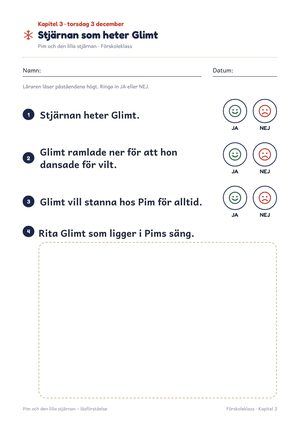 Kapitel 3 · torsdag 3 december
Stjärnan som heter Glimt
Pim och den lilla stjärnan · Förskoleklass
Namn:
Datum:
Läraren läser påståendena högt. Ringa in JA eller NEJ.
1 Stjärnan heter Glimt.
JA NEJ
2 Glimt ramlade ner för att hon
dansade för vilt.
JA NEJ
3 Glimt vill stanna hos Pim för alltid.
JA NEJ
4 Rita Glimt som ligger i Pims säng.
Pim och den lilla stjärnan – läsförståelse
Förskoleklass · Kapitel 3